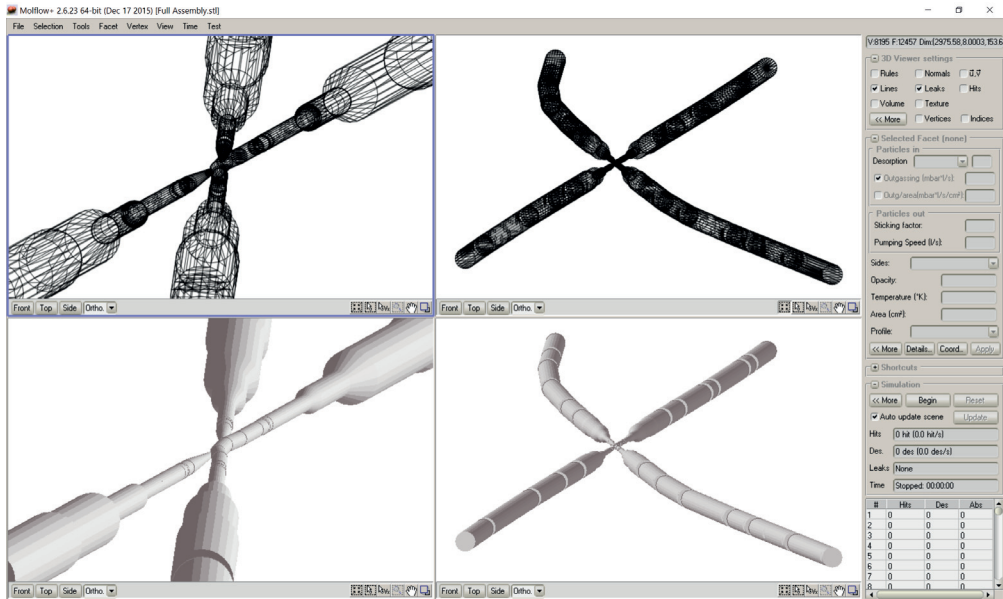 Molflow+ 2.6.23 64-bit (Dec 17 2015) [Full Assembly.stl]
File Selection Tools Facet Vertex View Time Test
V:8195 F:12457 Dim:(2975.58,8.0003,153.6
3D Viewer settings
Rules Normals
Lines Leaks Hits
Volume Texture
<< More Vertices Indices
Selected Facet (none)
Particles in
Desorption
Outgassing (mbar*l/s):
Outg/area(mbar*l/s/cm²):
Particles out
Sticking factor:
Pumping Speed (l/s):
Sides:
Opacity:
Temperature (°K):
Area (cm²):
Profile:
<< More Details.. Coord.. Apply
Shortcuts
Simulation
<< More Begin Reset
Auto update scene Update
Hits 0 hit (0.0 hit/s)
Des. 0 des (0.0 des/s)
Leaks None
Time Stopped: 00:00:00
# Hits Des Abs
1 0 0 0
2 0 0 0
3 0 0 0
4 0 0 0
5 0 0 0
6 0 0 0
7 0 0 0
8 0 0 0
Front Top Side Ortho.
Front Top Side Ortho.
Front Top Side Ortho.
Front Top Side Ortho.